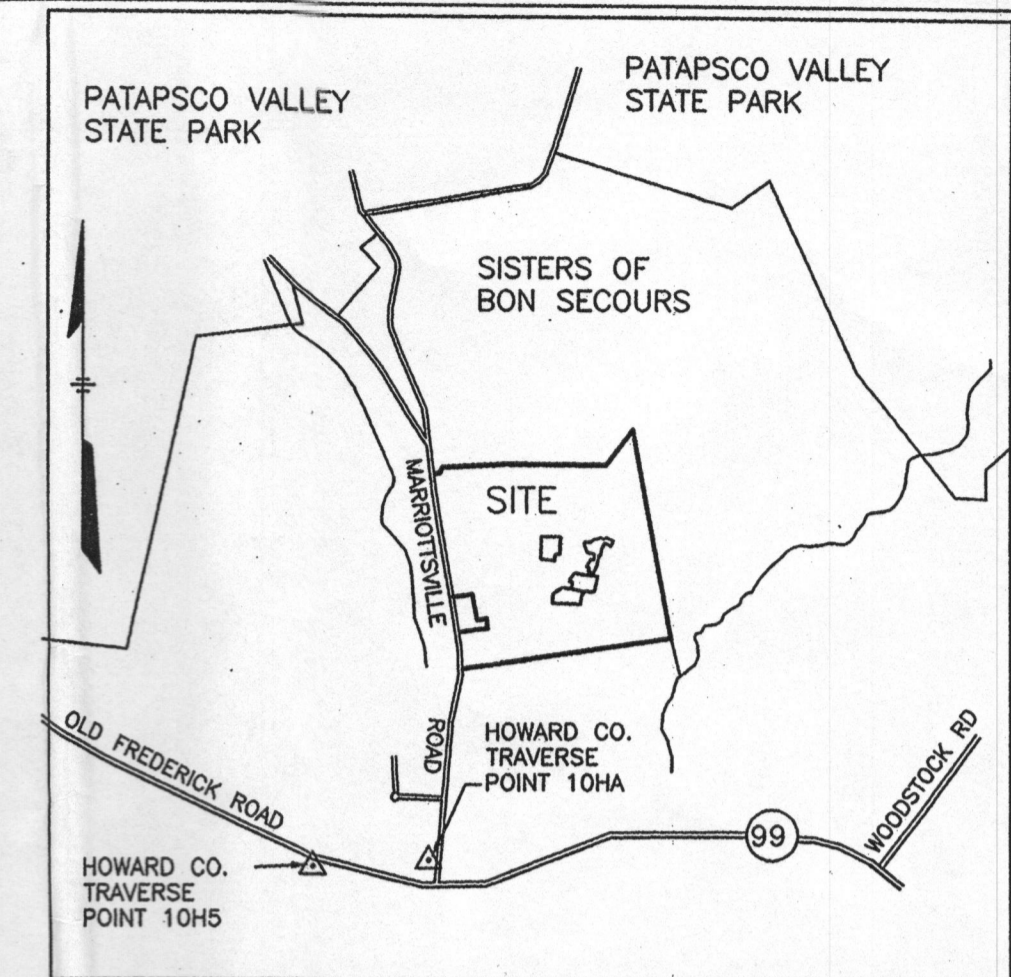 PATAPSCO VALLEY
STATE PARK
PATAPSCO VALLEY
STATE PARK
SISTERS OF
BON SECOURS
MARRIOTTSVILLE
SITE
ROAD
HOWARD CO.
TRAVERSE
POINT 10HA
OLD FREDERICK ROAD
99
WOODSTOCK RD
HOWARD CO.
TRAVERSE
POINT 10H5